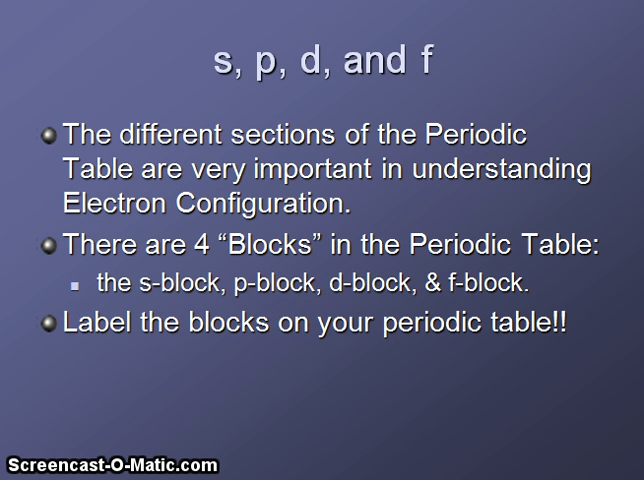 s, p, d, and f
The different sections of the Periodic
Table are very important in understanding
Electron Configuration.
There are 4 “Blocks” in the Periodic Table:
the s-block, p-block, d-block, & f-block.
Label the blocks on your periodic table!!
Screencast-O-Matic.com